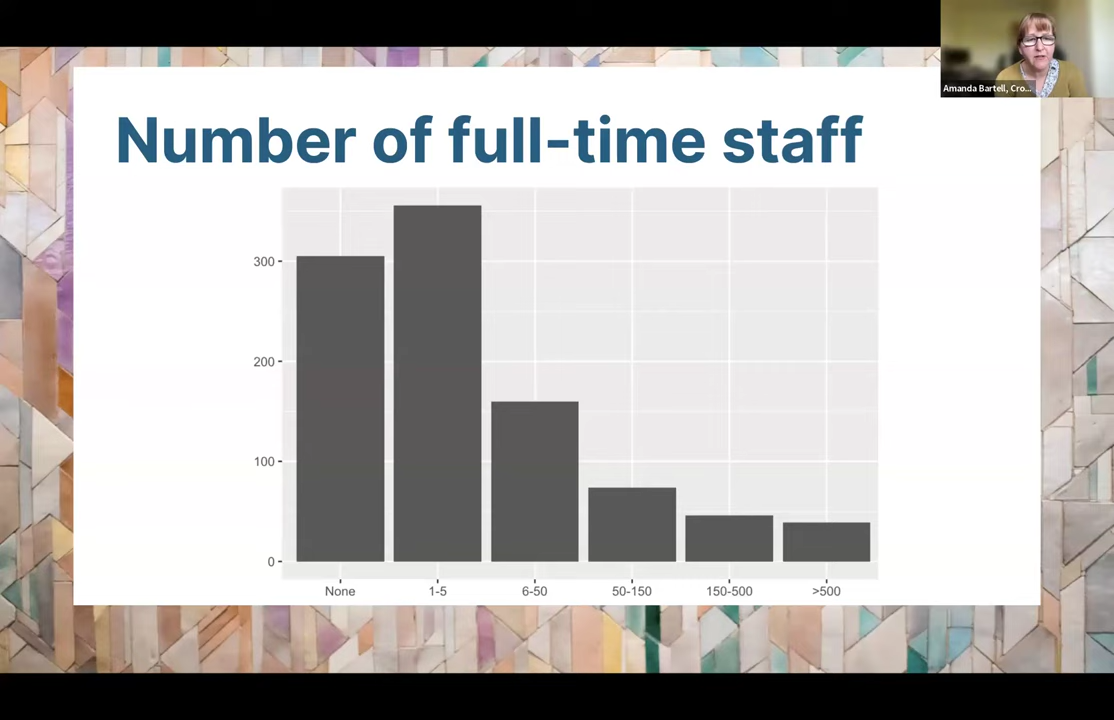 Amanda Bartell, Cro...
Number of full-time staff
300
200
100
0
None 1-5 6-50 50-150 150-500 >500